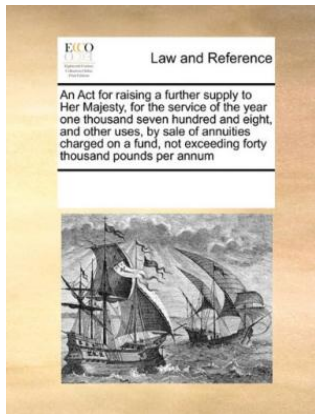 ECCO
Law and Reference
An Act for raising a further supply to
Her Majesty, for the service of the year
one thousand seven hundred and eight,
and other uses, by sale of annuities
charged on a fund, not exceeding forty
thousand pounds per annum